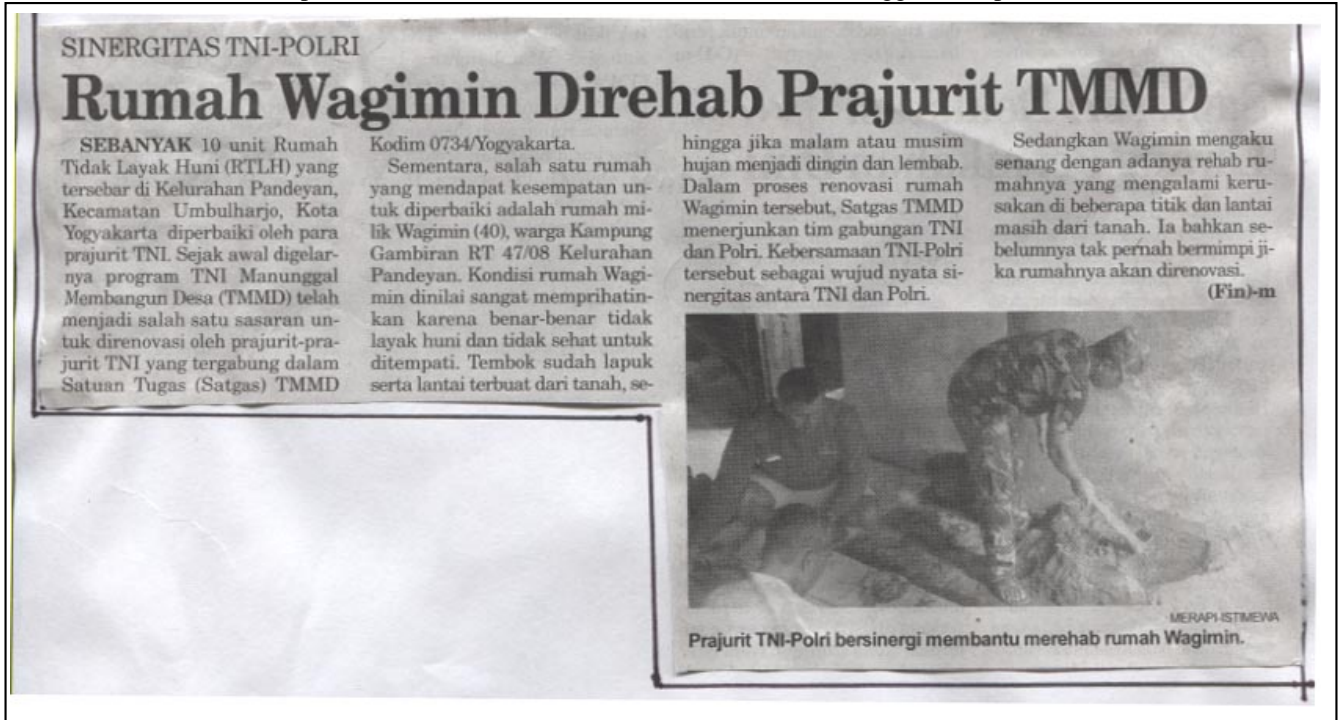 SINERGITAS TNI-POLRI
Rumah Wagimin Direhab Prajurit TMMD
SEBANYAK 10 unit Rumah
Tidak Layak Huni (RTLH) yang
tersebar di Kelurahan Pandeyan,
Kecamatan Umbulharjo, Kota
Yogyakarta diperbaiki oleh para
prajurit TNI. Sejak awal digelar-
nya program TNI Manunggal
Membangun Desa (TMMD) telah
menjadi salah satu sasaran un-
tuk direnovasi oleh prajurit-pra-
jurit TNI yang tergabung dalam
Satuan Tugas (Satgas) TMMD
Kodim 0734/Yogyakarta.
Sementara, salah satu rumah
yang mendapat kesempatan un-
tuk diperbaiki adalah rumah mi-
lik Wagimin (40), warga Kampung
Gambiran RT 47/08 Kelurahan
Pandeyan. Kondisi rumah Wagi-
min dinilai sangat memprihatin-
kan karena benar-benar tidak
layak huni dan tidak sehat untuk
ditempati. Tembok sudah lapuk
serta lantai terbuat dari tanah, se-
hingga jika malam atau musim
hujan menjadi dingin dan lembab.
Dalam proses renovasi rumah
Wagimin tersebut, Satgas TMMD
menerjunkan tim gabungan TNI
dan Polri. Kebersamaan TNI-Polri
tersebut sebagai wujud nyata si-
nergitas antara TNI dan Polri.
Sedangkan Wagimin mengaku
senang dengan adanya rehab ru-
mahnya yang mengalami keru-
sakan di beberapa titik dan lantai
masih dari tanah. Ia bahkan se-
belumnya tak pernah bermimpi ji-
ka rumahnya akan direnovasi.
(Fin)-m
MERAPI-ISTIMEWA
Prajurit TNI-Polri bersinergi membantu merehab rumah Wagimin.